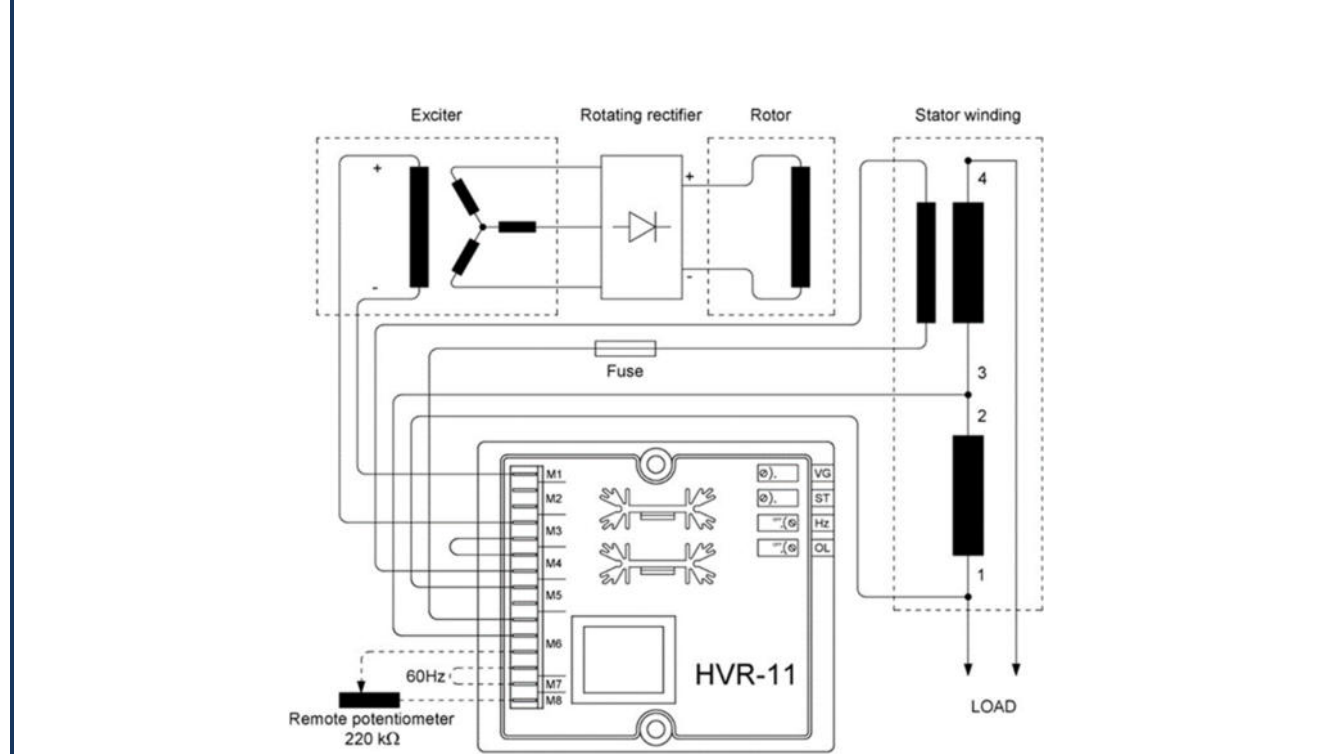 Exciter
Rotating rectifier
Rotor
Stator winding
+
-
+
-
4
3
2
1
Fuse
M1
M2
M3
M4
M5
M6
M7
M8
VG
ST
Hz
OL
60Hz
HVR-11
Remote potentiometer
220 kΩ
LOAD